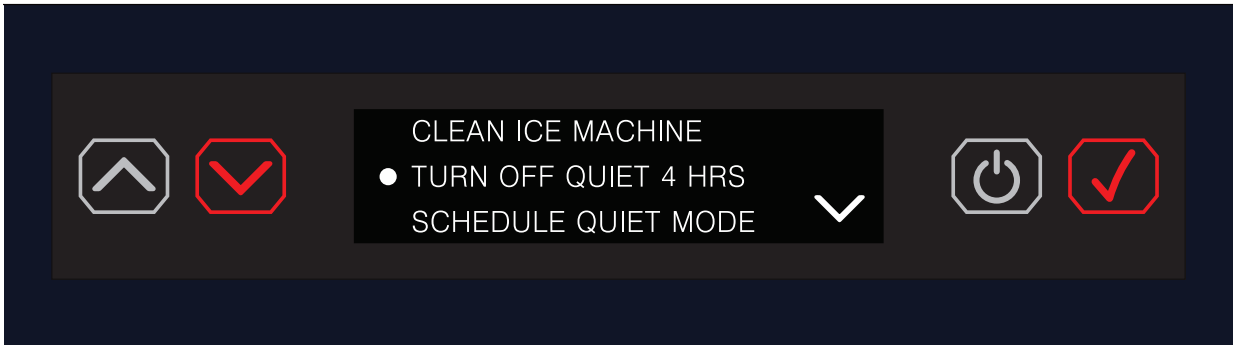 CLEAN ICE MACHINE
TURN OFF QUIET 4 HRS
SCHEDULE QUIET MODE